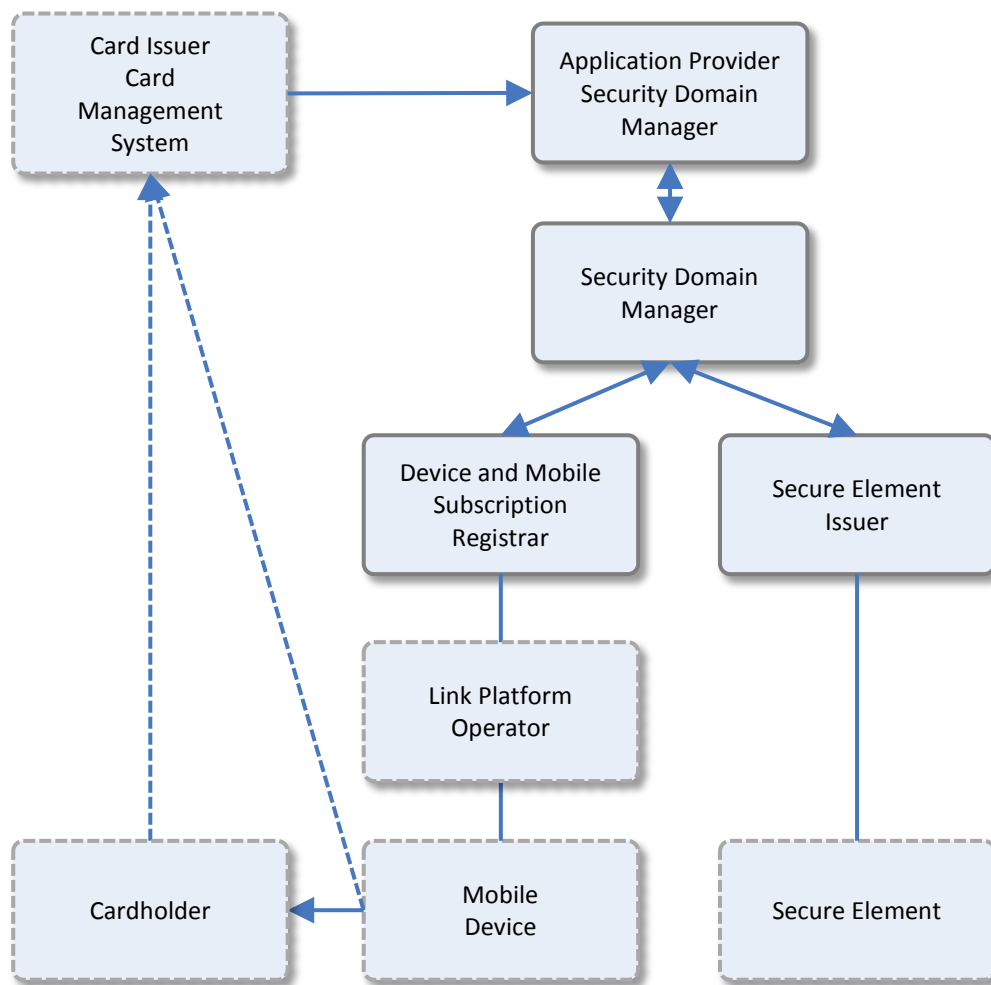 Card Issuer
Card
Management
System
Application Provider
Security Domain
Manager
Security Domain
Manager
Device and Mobile
Subscription
Registrar
Secure Element
Issuer
Link Platform
Operator
Cardholder
Mobile
Device
Secure Element